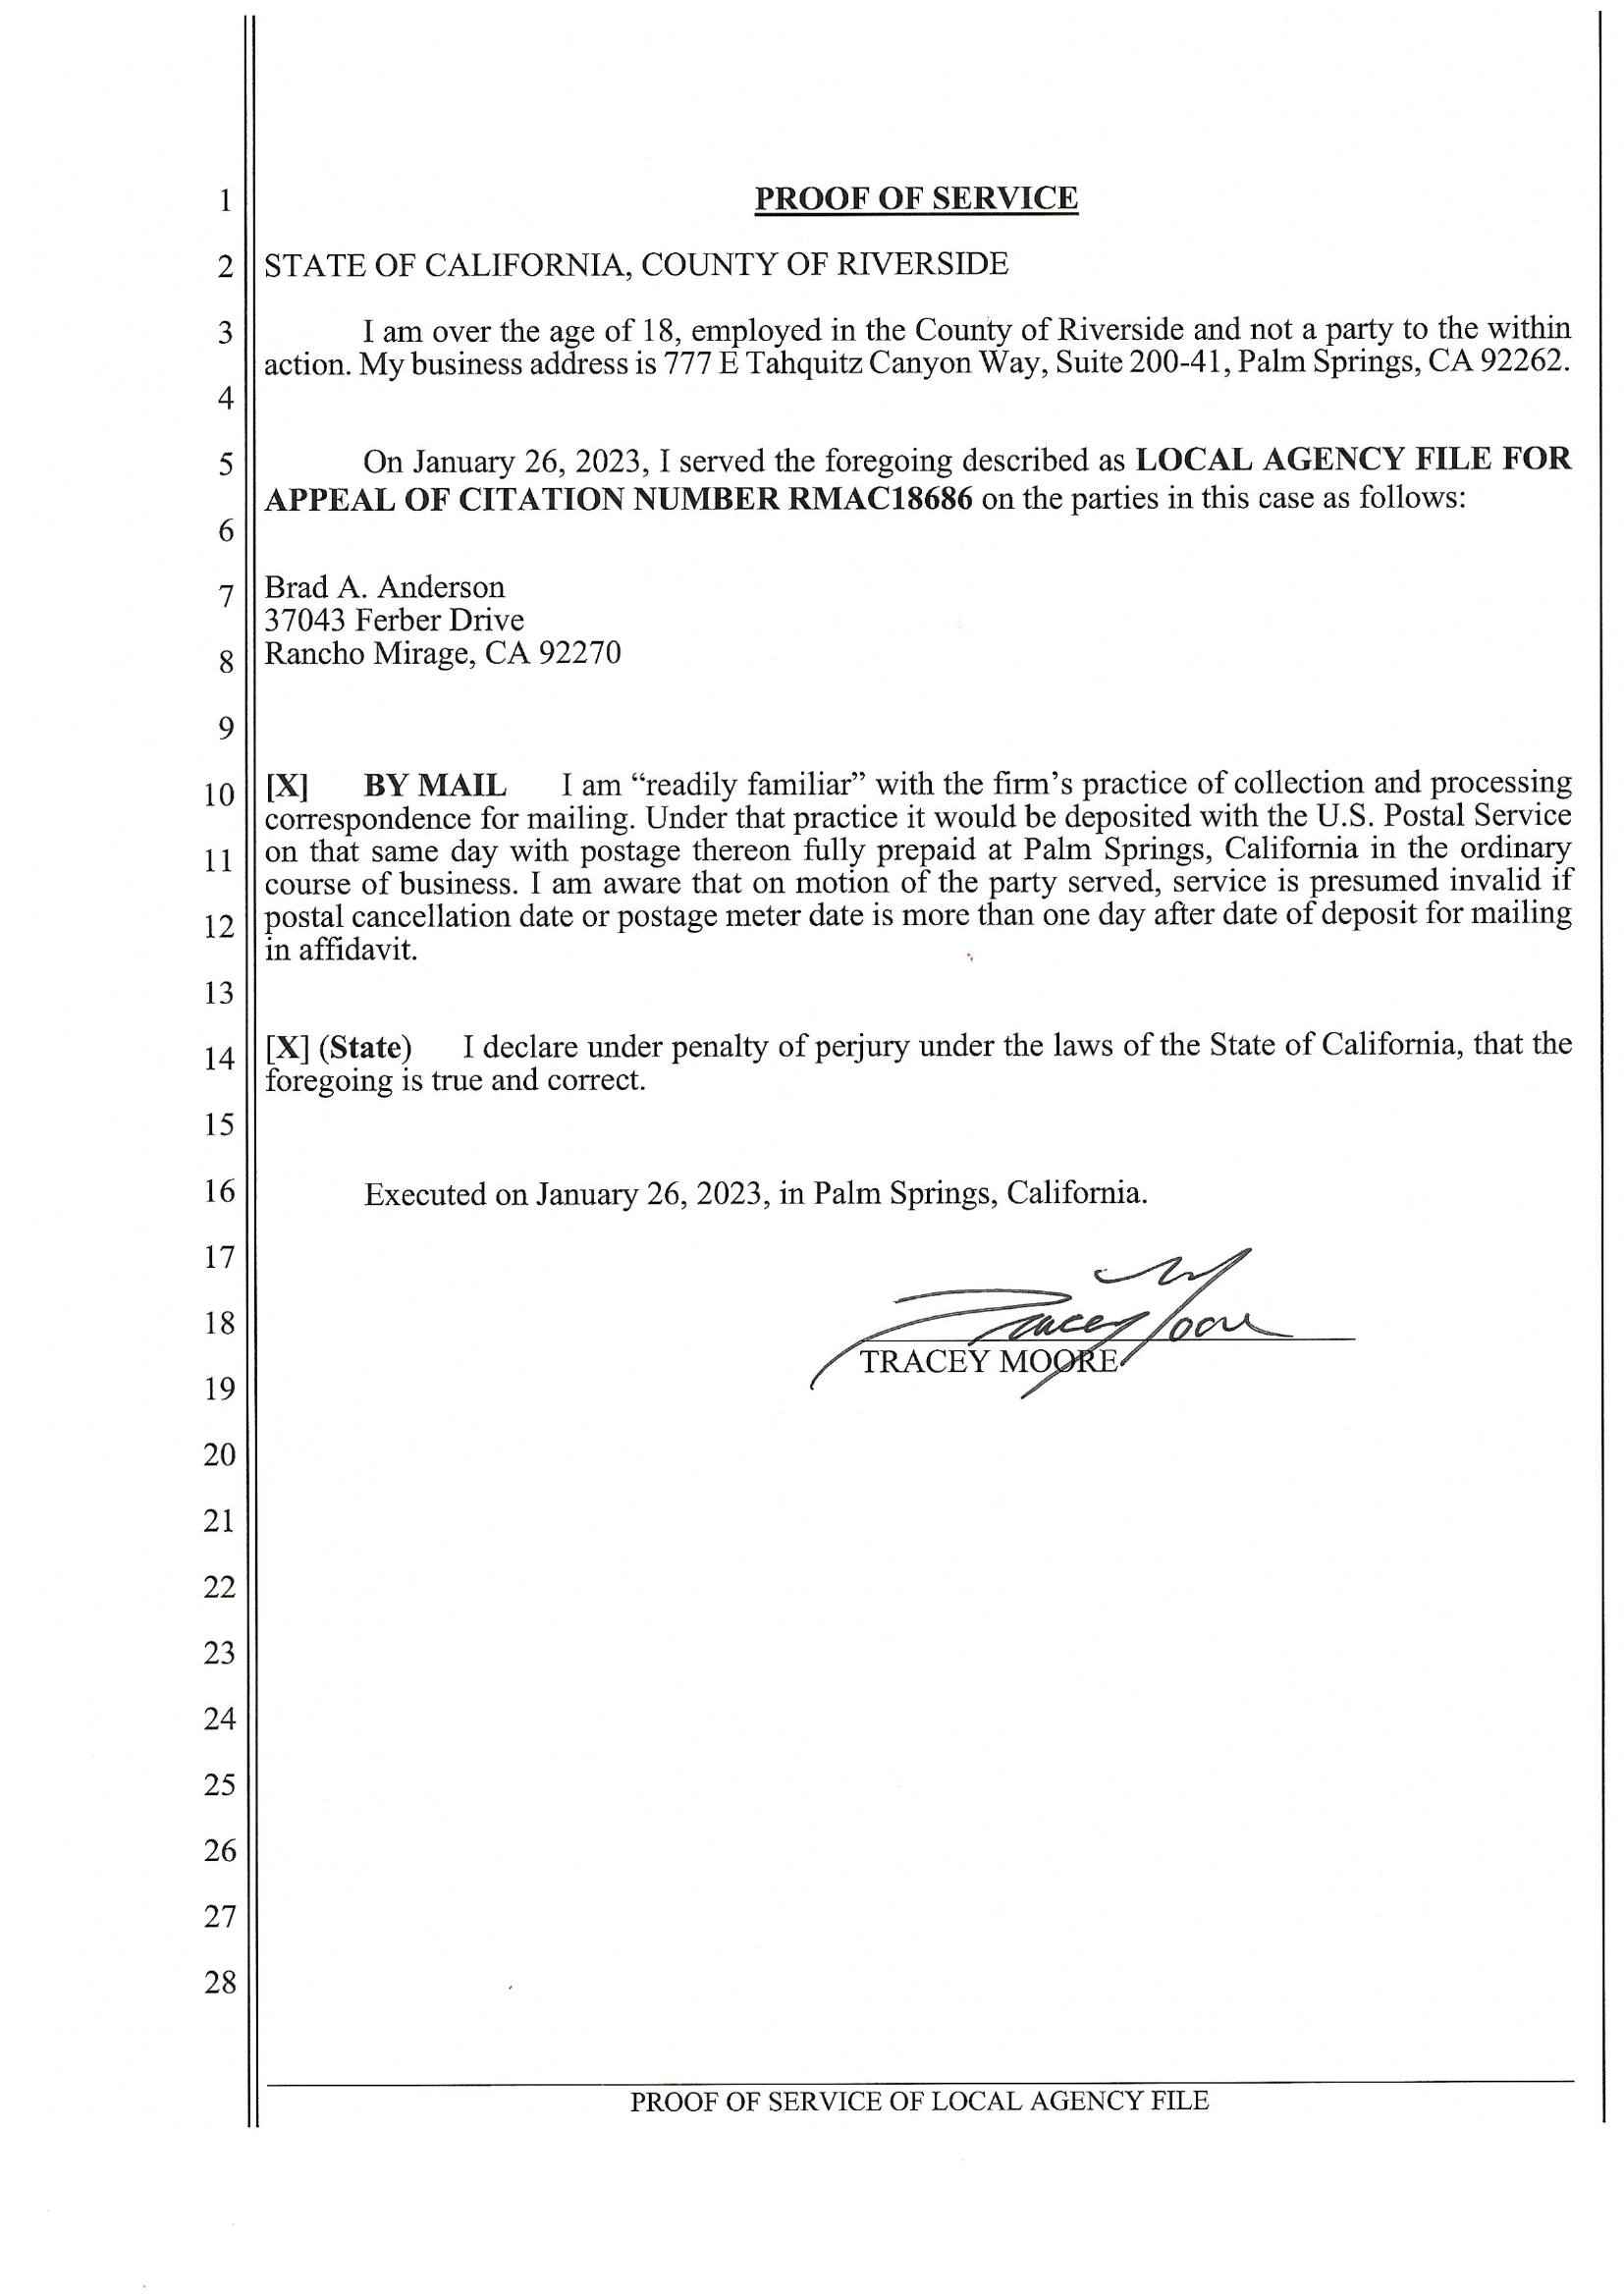 1 PROOF OF SERVICE
2 STATE OF CALIFORNIA, COUNTY OF RIVERSIDE
3 I am over the age of 18, employed in the County of Riverside and not a party to the within
action. My business address is 777 E Tahquitz Canyon Way, Suite 200-41, Palm Springs, CA 92262.
4
5 On January 26, 2023, I served the foregoing described as LOCAL AGENCY FILE FOR
APPEAL OF CITATION NUMBER RMAC18686 on the parties in this case as follows:
6
7 Brad A. Anderson
37043 Ferber Drive
8 Rancho Mirage, CA 92270
9
10 [X] BY MAIL I am “readily familiar” with the firm’s practice of collection and processing
correspondence for mailing. Under that practice it would be deposited with the U.S. Postal Service
11 on that same day with postage thereon fully prepaid at Palm Springs, California in the ordinary
course of business. I am aware that on motion of the party served, service is presumed invalid if
12 postal cancellation date or postage meter date is more than one day after date of deposit for mailing
in affidavit.
13
14 [X] (State) I declare under penalty of perjury under the laws of the State of California, that the
foregoing is true and correct.
15
16 Executed on January 26, 2023, in Palm Springs, California.
17
18 Tracey Moore
TRACEY MOORE
19
20
21
22
23
24
25
26
27
28
PROOF OF SERVICE OF LOCAL AGENCY FILE